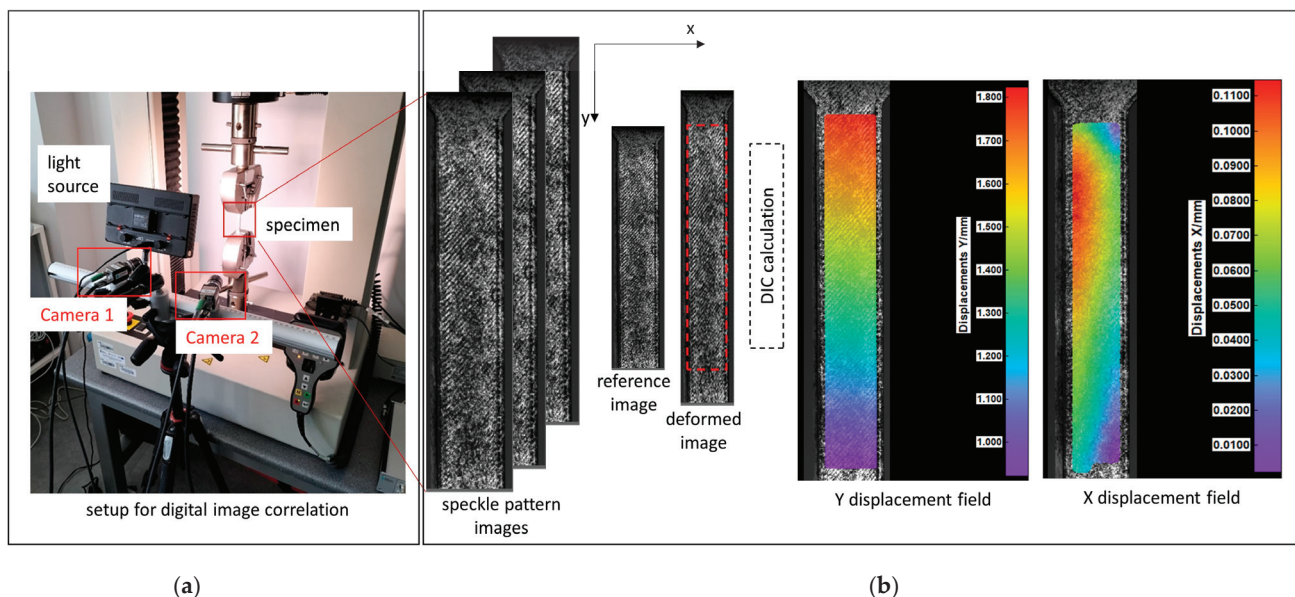 light
source
specimen
Camera 1
Camera 2
setup for digital image correlation
(a)
x
y
speckle pattern
images
reference
image
deformed
image
DIC calculation
Displacements Y/mm
1.800
1.700
1.600
1.500
1.400
1.300
1.200
1.100
1.000
Y displacement field
Displacements X/mm
0.1100
0.1000
0.0900
0.0800
0.0700
0.0600
0.0500
0.0400
0.0300
0.0200
0.0100
X displacement field
(b)